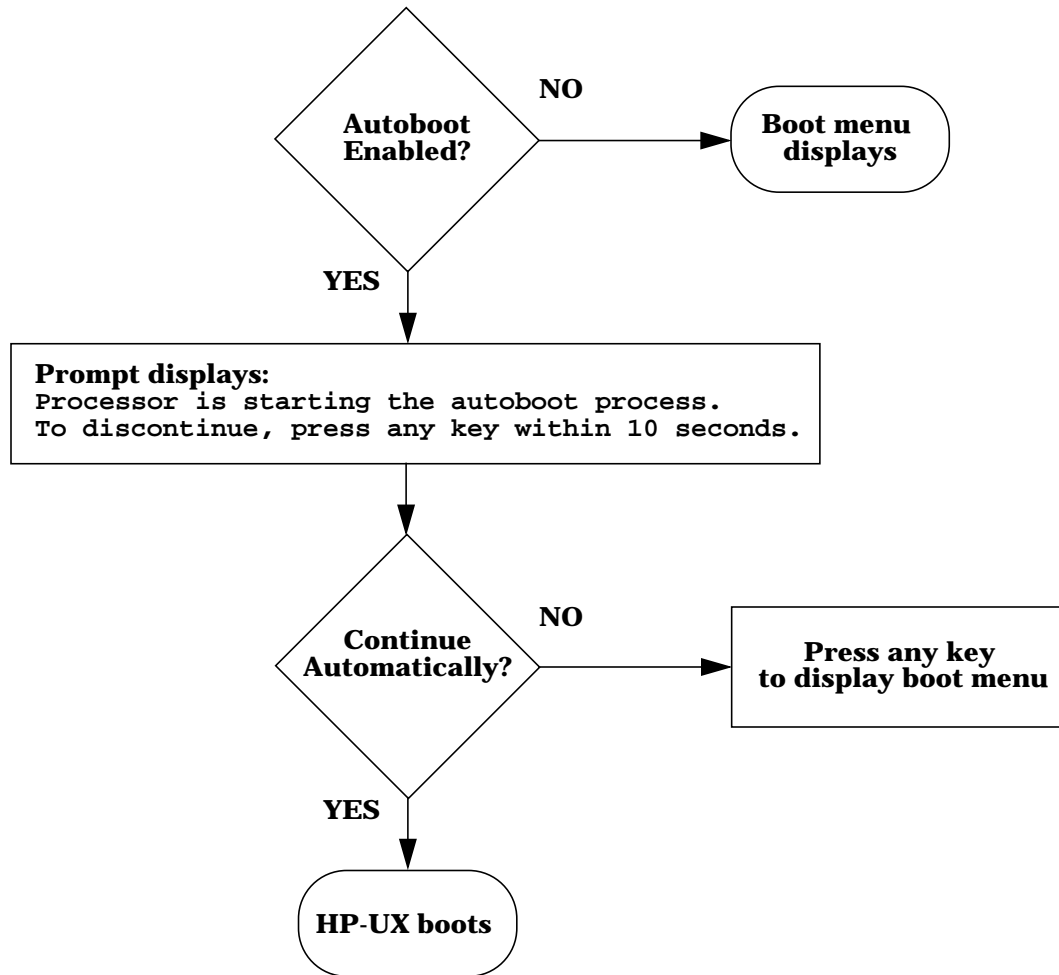 NO
Autoboot
Enabled?
Boot menu
displays
YES
Prompt displays:
Processor is starting the autoboot process.
To discontinue, press any key within 10 seconds.
NO
Continue
Automatically?
Press any key
to display boot menu
YES
HP-UX boots